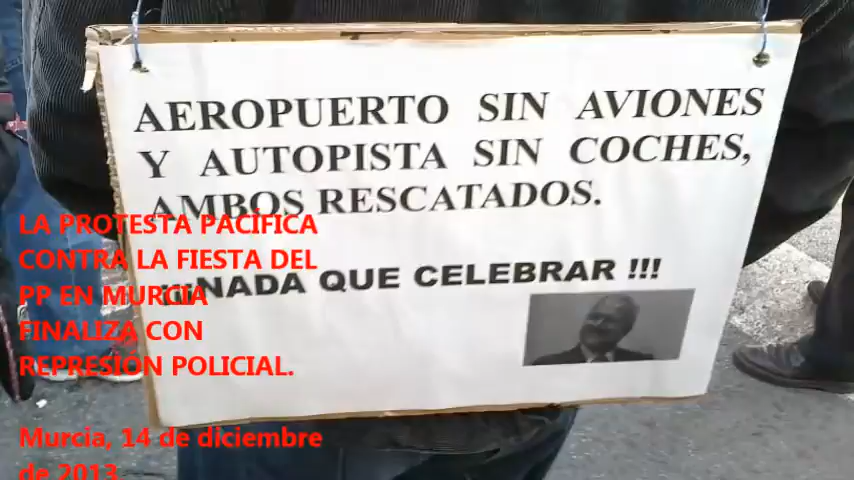 AEROPUERTO SIN AVIONES
Y AUTOPISTA SIN COCHES,
AMBOS RESCATADOS.
¡¡¡NADA QUE CELEBRAR !!!
LA PROTESTA PACÍFICA
CONTRA LA FIESTA DEL
PP EN MURCIA
FINALIZA CON
REPRESIÓN POLICIAL.
Murcia, 14 de diciembre
de 2013